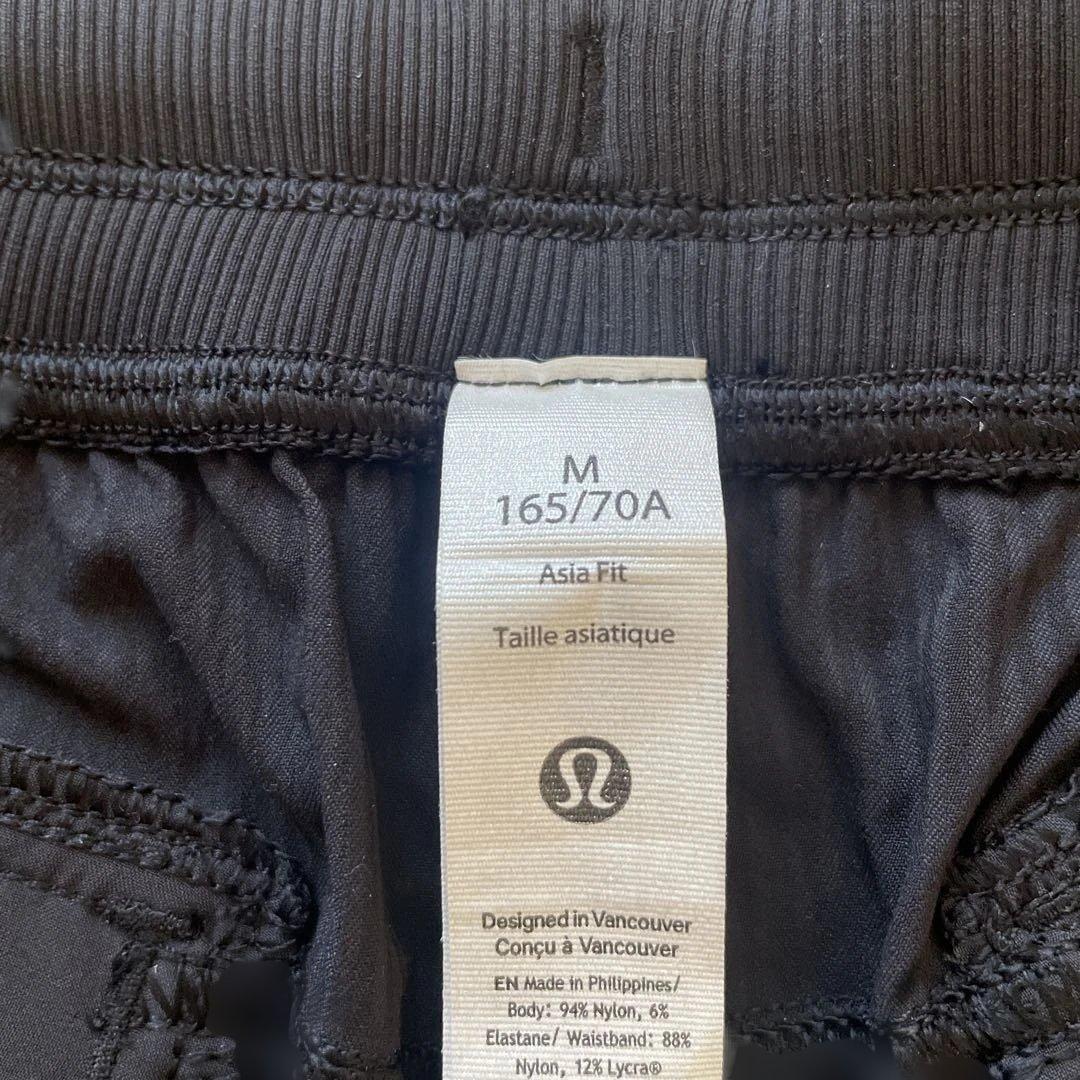 M
165/70A
Asia Fit
Taille asiatique
Designed in Vancouver
Conçu à Vancouver
EN Made in Philippines/
Body: 94% Nylon, 6%
Elastane/ Waistband: 88%
Nylon, 12% Lycra®